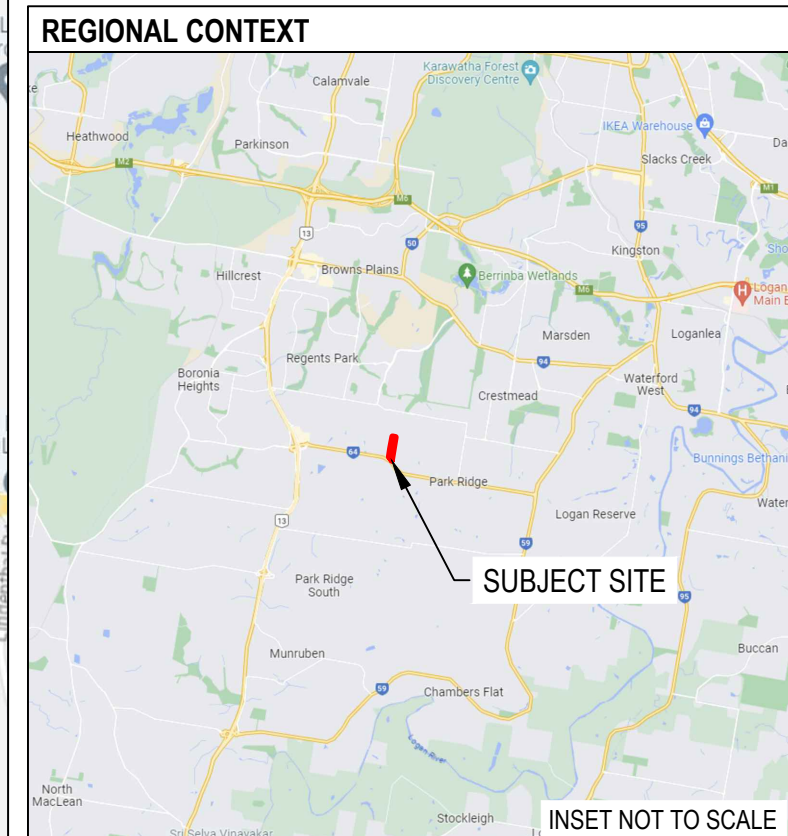 REGIONAL CONTEXT
Karawatha Forest
Discovery Centre
Calamvale
IKEA Warehouse
Heathwood
Parkinson
Slacks Creek
M2
M1
M6
13
95
50
Kingston
Hillcrest
Browns Plains
Berrinba Wetlands
M6
H
Logan
Main
Marsden
Loganlea
Regents Park
94
Boronia
Heights
Crestmead
Waterford
West
94
64
Bunnings Bethani
Park Ridge
Logan Reserve
13
59
Park Ridge
South
SUBJECT SITE
95
Munruben
Buccan
59
Chambers Flat
Logan River
North
MacLean
Stockleigh
INSET NOT TO SCALE
Sri Selva Vinayakar